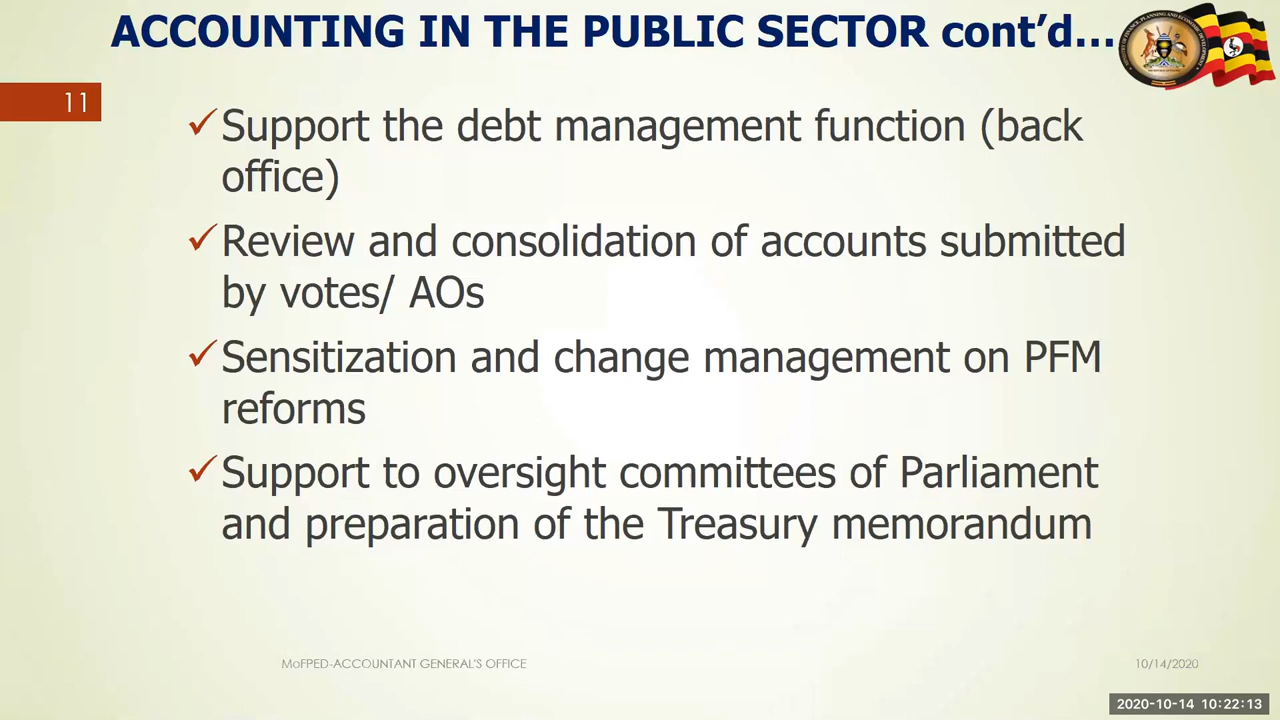 ACCOUNTING IN THE PUBLIC SECTOR cont’d…
11
✓Support the debt management function (back
office)
✓Review and consolidation of accounts submitted
by votes/ AOs
✓Sensitization and change management on PFM
reforms
✓Support to oversight committees of Parliament
and preparation of the Treasury memorandum
MoFPED-ACCOUNTANT GENERAL'S OFFICE
10/14/2020
2020-10-14 10:22:13